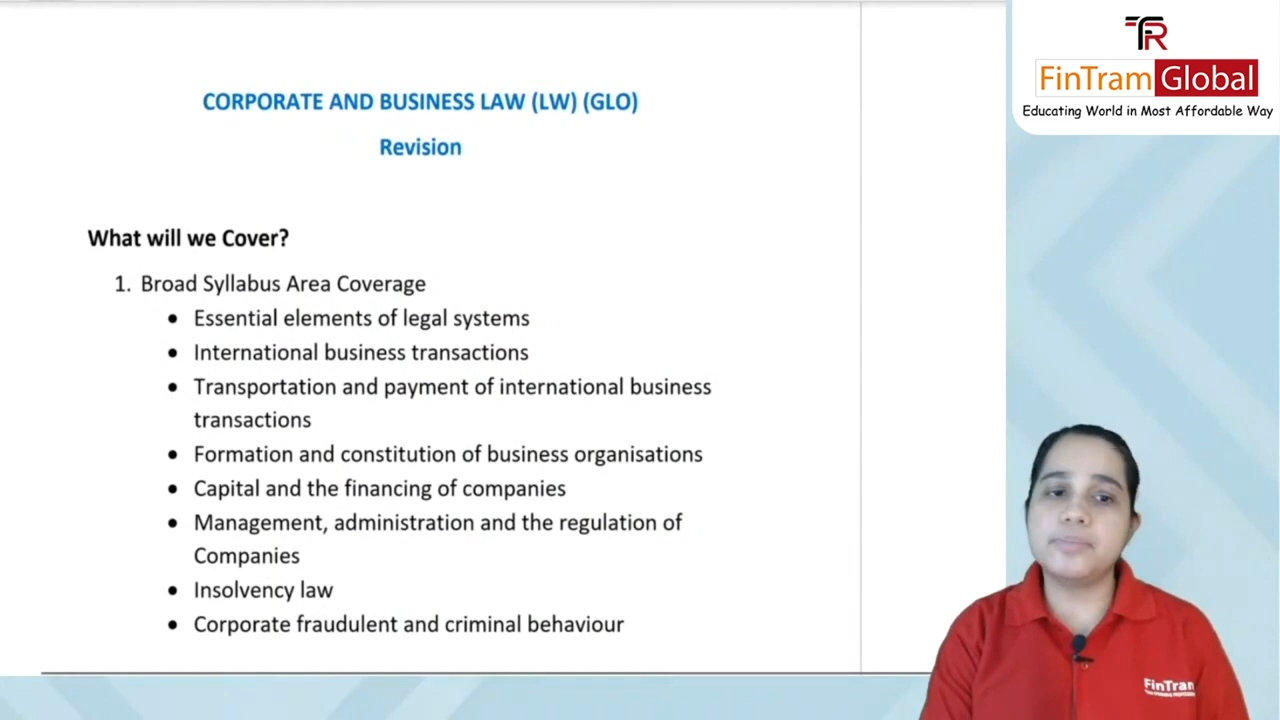 TR
FinTram Global
Educating World in Most Affordable Way
CORPORATE AND BUSINESS LAW (LW) (GLO)
Revision
What will we Cover?
1. Broad Syllabus Area Coverage
• Essential elements of legal systems
• International business transactions
• Transportation and payment of international business
transactions
• Formation and constitution of business organisations
• Capital and the financing of companies
• Management, administration and the regulation of
Companies
• Insolvency law
• Corporate fraudulent and criminal behaviour
FinTram